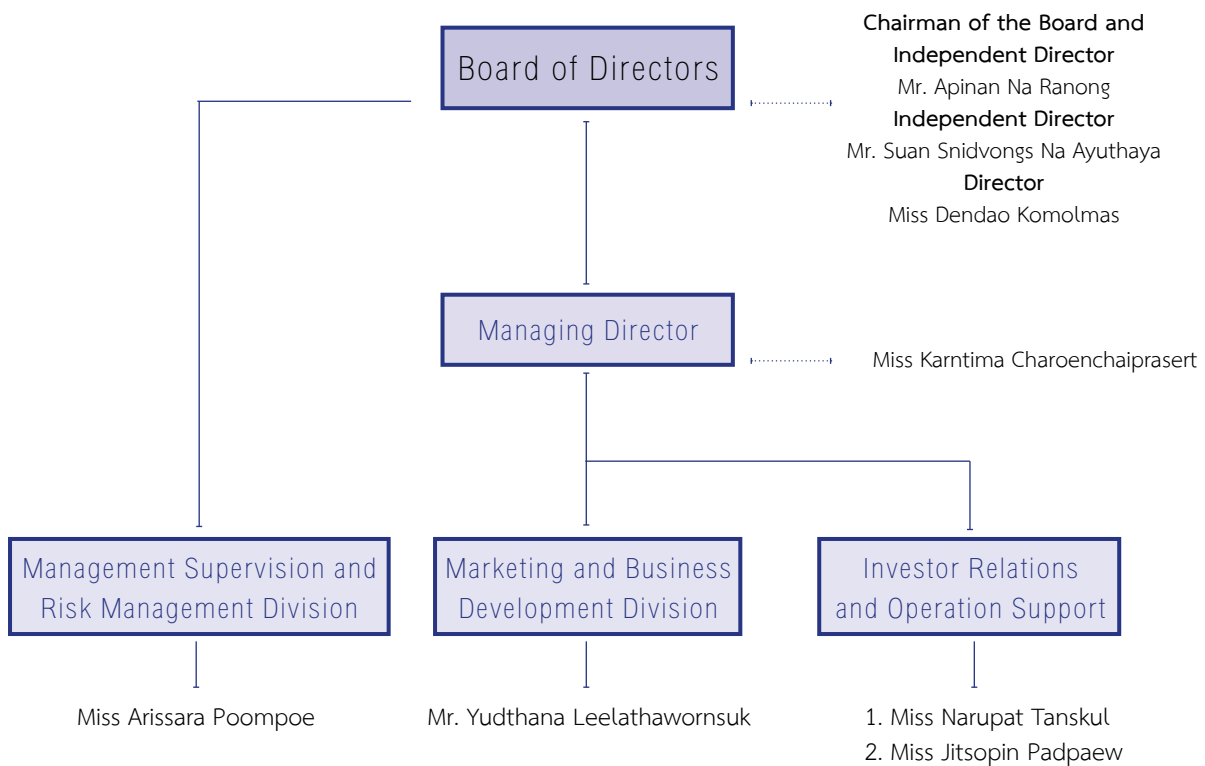 Board of Directors
Chairman of the Board and
Independent Director
Mr. Apinan Na Ranong
Independent Director
Mr. Suan Snidvongs Na Ayuthaya
Director
Miss Dendao Komolmas
Managing Director
Miss Karntima Charoenchaiprasert
Management Supervision and
Risk Management Division
Marketing and Business
Development Division
Investor Relations
and Operation Support
Miss Arissara Poompoe
Mr. Yudthana Leelathawornsuk
1. Miss Narupat Tanskul
2. Miss Jitsopin Padpaew